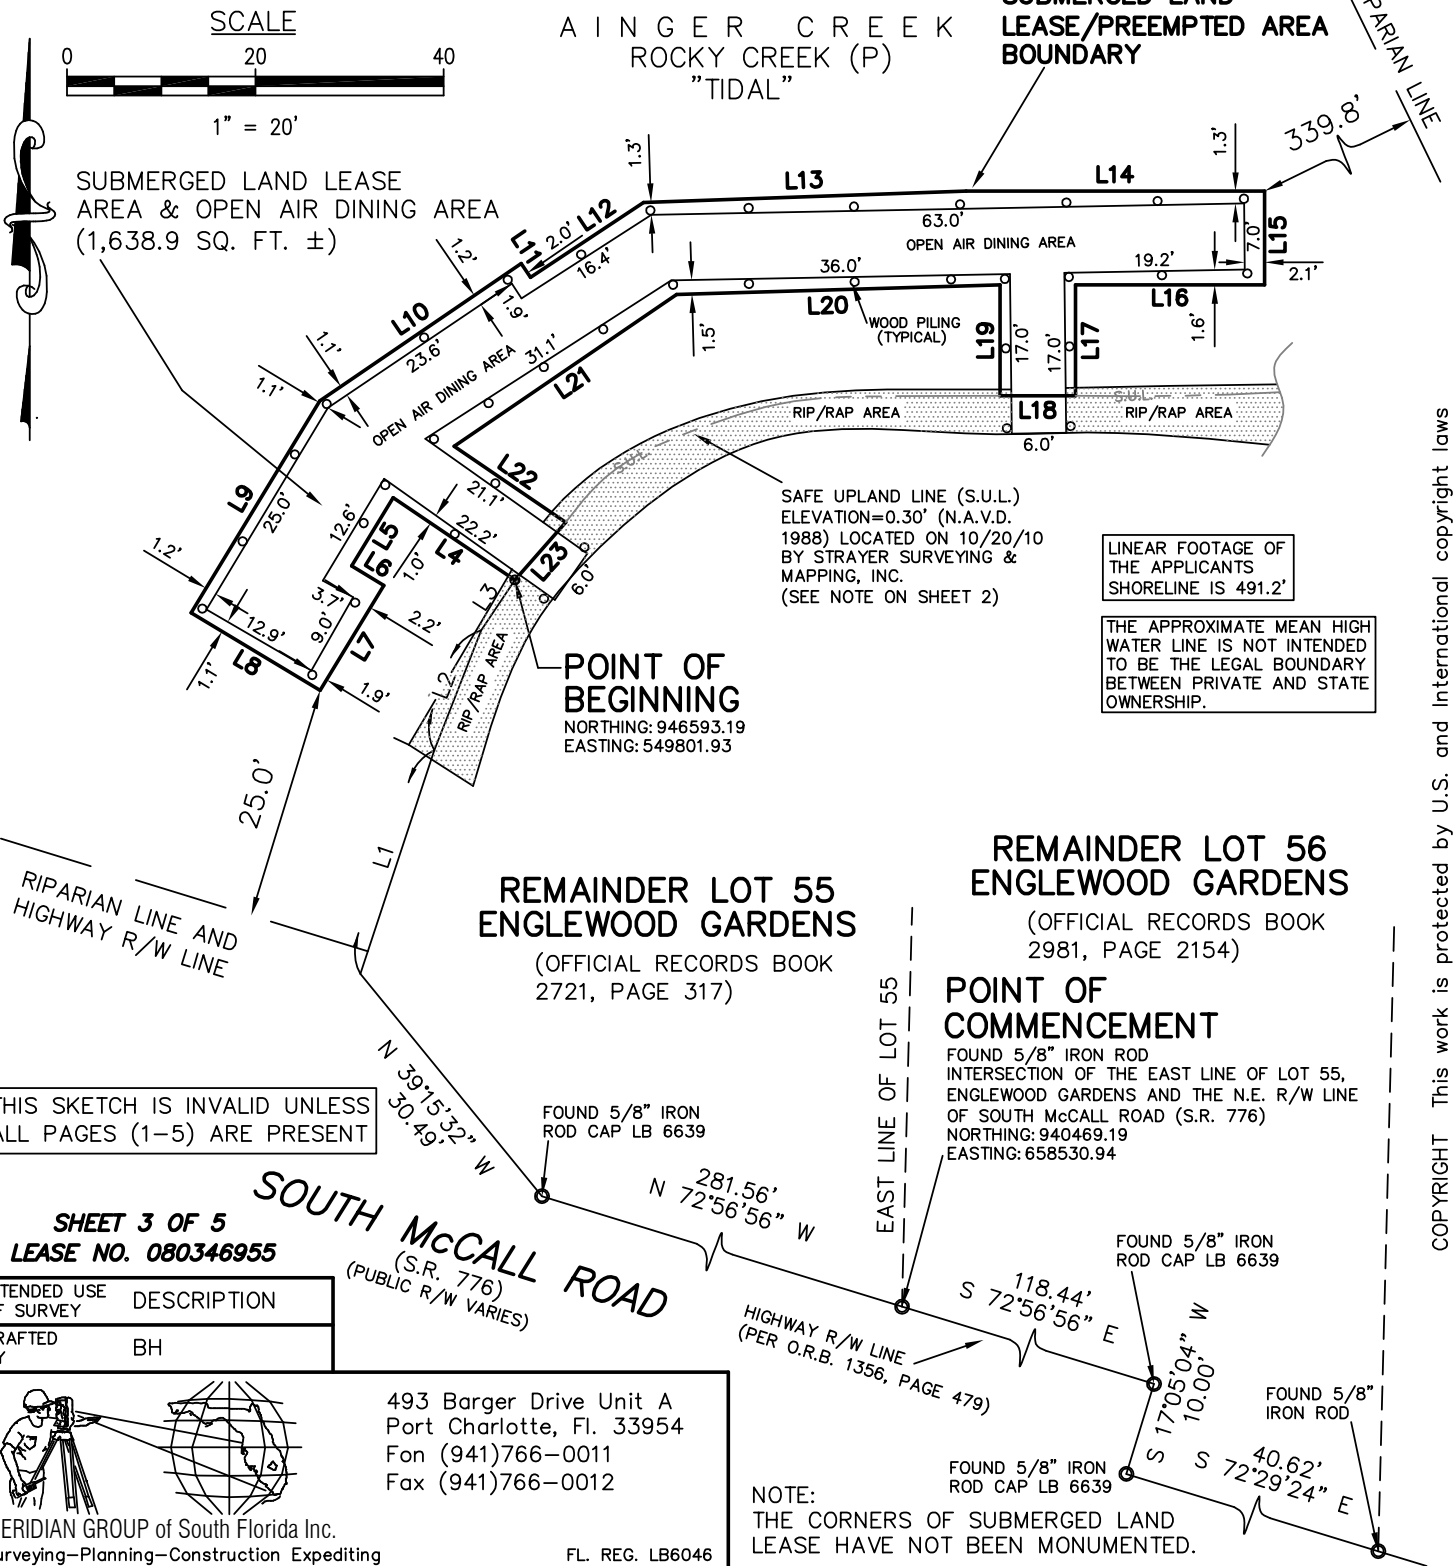 SCALE
0 20 40
1" = 20'
AINGER CREEK
ROCKY CREEK (P)
"TIDAL"
SUBMERGED LAND
LEASE/PREEMPTED AREA
BOUNDARY
PARIAN LINE
339.8'
SUBMERGED LAND LEASE
AREA & OPEN AIR DINING AREA
(1,638.9 SQ. FT. ±)
1.3'
L13
L14
1.3'
63.0'
OPEN AIR DINING AREA
7.0'
L15
2.1'
L11
2.0'
L12
16.4'
1.2'
1.9'
L10
23.6'
1.1'
1.1'
36.0'
L20
19.2'
L16
1.6'
1.5'
WOOD PILING
(TYPICAL)
L19
17.0'
17.0'
L17
31.1'
L21
OPEN AIR DINING AREA
RIP/RAP AREA
L18
6.0'
S.U.L.
RIP/RAP AREA
S.U.L.
L9
25.0'
L22
21.1'
12.6'
L5
22.2'
L4
L6
1.0'
L23
6.0'
L3
1.2'
3.7'
9.0'
2.2'
12.9'
L8
L7
1.1'
1.9'
L2
RIP/RAP AREA
SAFE UPLAND LINE (S.U.L.)
ELEVATION=0.30' (N.A.V.D.
1988) LOCATED ON 10/20/10
BY STRAYER SURVEYING &
MAPPING, INC.
(SEE NOTE ON SHEET 2)
LINEAR FOOTAGE OF
THE APPLICANTS
SHORELINE IS 491.2'
THE APPROXIMATE MEAN HIGH
WATER LINE IS NOT INTENDED
TO BE THE LEGAL BOUNDARY
BETWEEN PRIVATE AND STATE
OWNERSHIP.
POINT OF
BEGINNING
NORTHING: 946593.19
EASTING: 549801.93
25.0'
L1
RIPARIAN LINE AND
HIGHWAY R/W LINE
REMAINDER LOT 55
ENGLEWOOD GARDENS
(OFFICIAL RECORDS BOOK
2721, PAGE 317)
REMAINDER LOT 56
ENGLEWOOD GARDENS
(OFFICIAL RECORDS BOOK
2981, PAGE 2154)
EAST LINE OF LOT 55
POINT OF
COMMENCEMENT
FOUND 5/8" IRON ROD
INTERSECTION OF THE EAST LINE OF LOT 55,
ENGLEWOOD GARDENS AND THE N.E. R/W LINE
OF SOUTH McCALL ROAD (S.R. 776)
NORTHING: 940469.19
EASTING: 658530.94
N 39°15'32" W
30.49'
FOUND 5/8" IRON
ROD CAP LB 6639
THIS SKETCH IS INVALID UNLESS
ALL PAGES (1-5) ARE PRESENT
281.56'
N 72°56'56" W
SOUTH McCALL ROAD
(S.R. 776)
(PUBLIC R/W VARIES)
SHEET 3 OF 5
LEASE NO. 080346955
TENDED USE
F SURVEY
DESCRIPTION
RAFTED
Y
BH
HIGHWAY R/W LINE
(PER O.R.B. 1356, PAGE 479)
118.44'
S 72°56'56" E
FOUND 5/8" IRON
ROD CAP LB 6639
S 17°05'04" W
10.00'
FOUND 5/8" IRON
ROD CAP LB 6639
FOUND 5/8"
IRON ROD
40.62'
S 72°29'24" E
493 Barger Drive Unit A
Port Charlotte, Fl. 33954
Fon (941)766-0011
Fax (941)766-0012
ERIDIAN GROUP of South Florida Inc.
urveying-Planning-Construction Expediting
FL. REG. LB6046
NOTE:
THE CORNERS OF SUBMERGED LAND
LEASE HAVE NOT BEEN MONUMENTED.
COPYRIGHT This work is protected by U.S. and International copyright laws